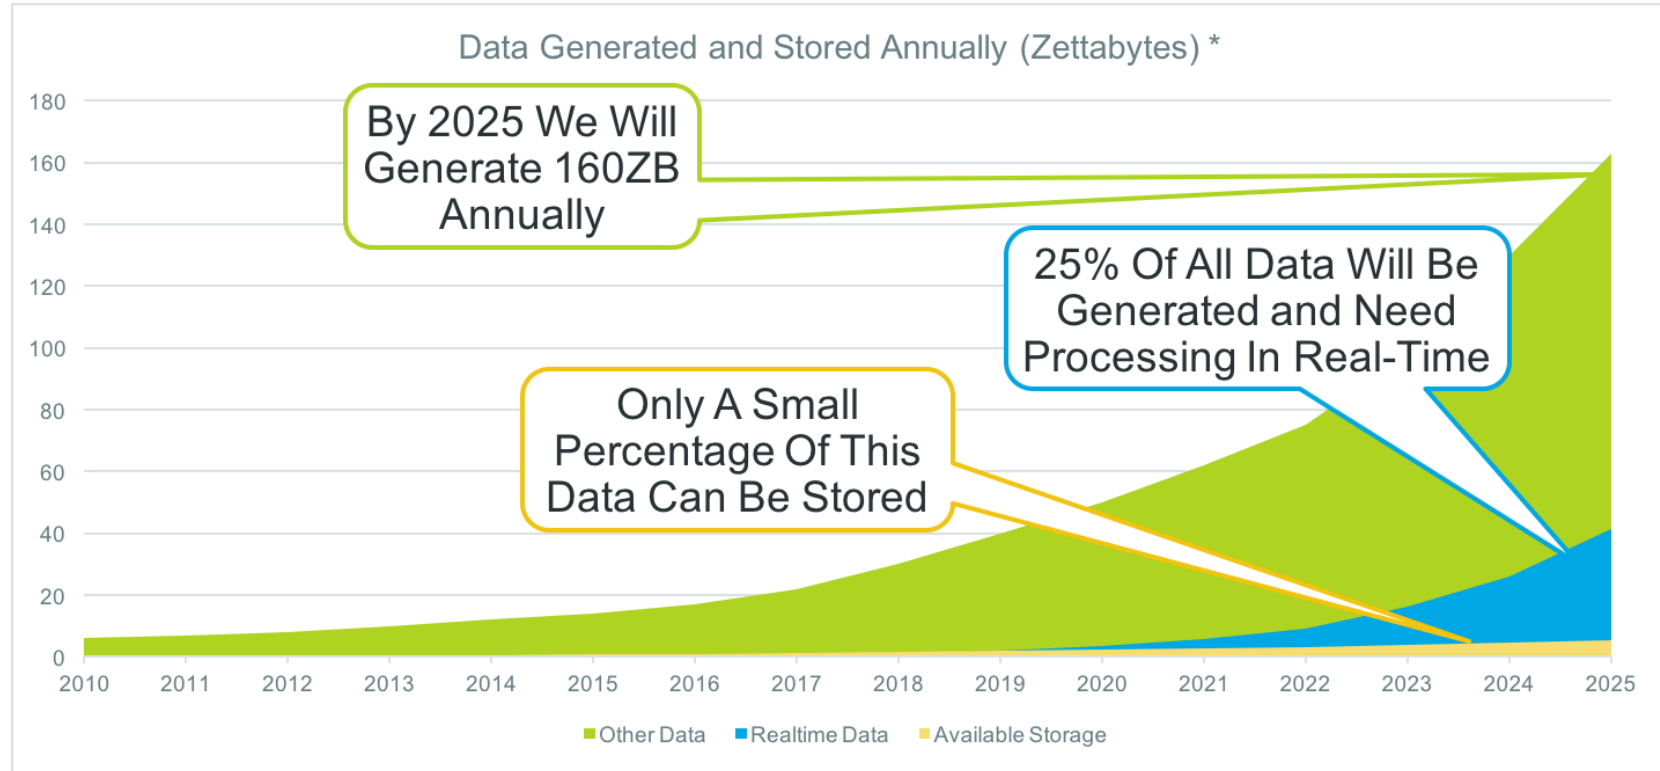 Data Generated and Stored Annually (Zettabytes) *
180
160
140
120
100
80
60
40
20
0
By 2025 We Will
Generate 160ZB
Annually
25% Of All Data Will Be
Generated and Need
Processing In Real-Time
Only A Small
Percentage Of This
Data Can Be Stored
2010 2011 2012 2013 2014 2015 2016 2017 2018 2019 2020 2021 2022 2023 2024 2025
Other Data Realtime Data Available Storage